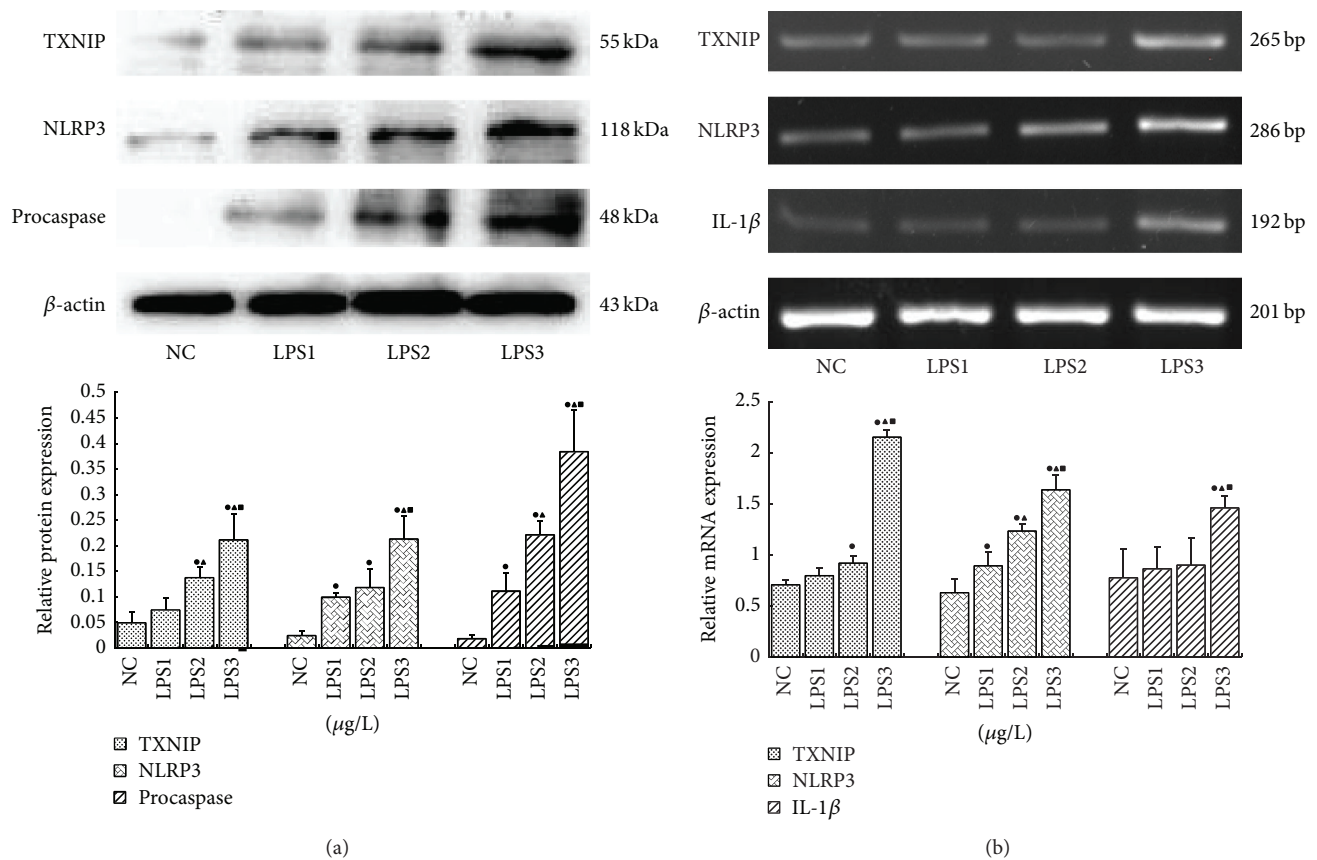 TXNIP 55 kDa
NLRP3 118 kDa
Procaspase 48 kDa
β-actin 43 kDa
NC LPS1 LPS2 LPS3
0.5
0.45
0.4
0.35
0.3
0.25
0.2
0.15
0.1
0.05
0
Relative protein expression
NC LPS1 LPS2 LPS3 NC LPS1 LPS2 LPS3 NC LPS1 LPS2 LPS3
(μg/L)
TXNIP
NLRP3
Procaspase
(a)
TXNIP 265 bp
NLRP3 286 bp
IL-1β 192 bp
β-actin 201 bp
NC LPS1 LPS2 LPS3
2.5
2
1.5
1
0.5
0
Relative mRNA expression
NC LPS1 LPS2 LPS3 NC LPS1 LPS2 LPS3 NC LPS1 LPS2 LPS3
(μg/L)
TXNIP
NLRP3
IL-1β
(b)